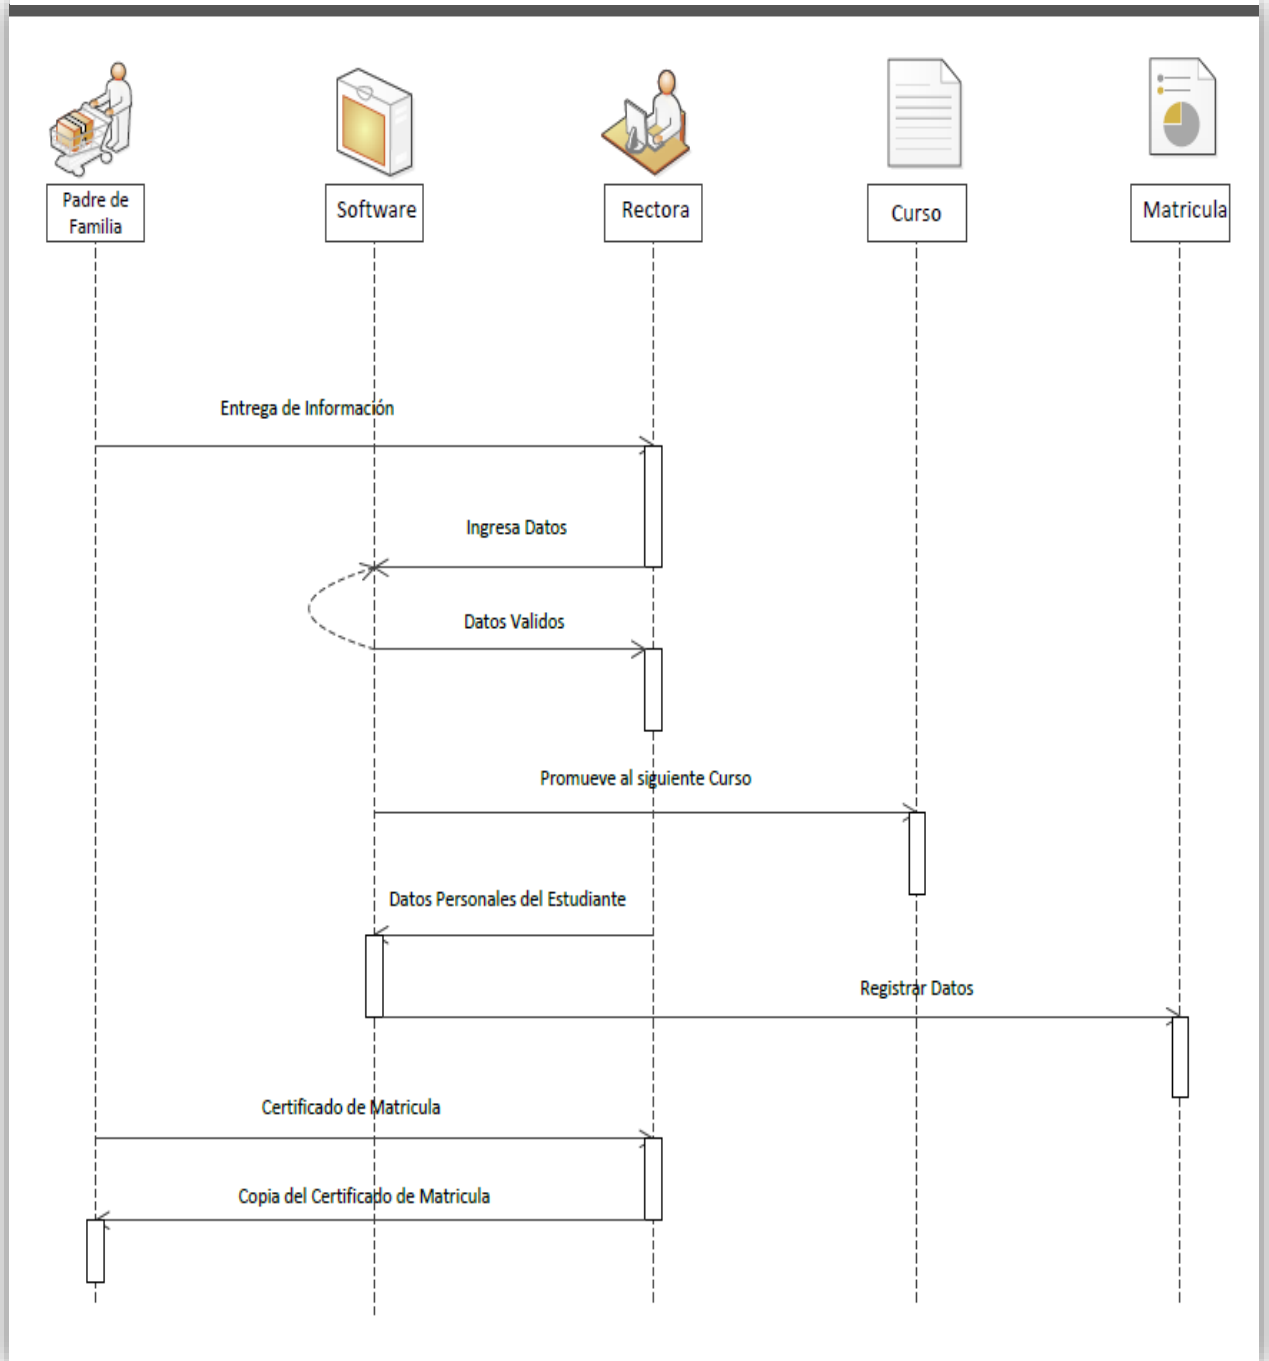 Padre de
Familia
Software
Rectora
Curso
Matricula
Entrega de Información
Ingresa Datos
Datos Validos
Promueve al siguiente Curso
Datos Personales del Estudiante
Registrar Datos
Certificado de Matricula
Copia del Certificado de Matricula